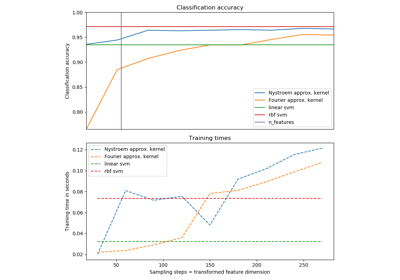 Classification accuracy
1.00
0.95
0.90
0.85
0.80
Classification accuracy
Nystroem approx. kernel
Fourier approx. kernel
linear svm
rbf svm
n_features
Training times
0.12
0.10
0.08
0.06
0.04
0.02
Training time in seconds
Nystroem approx. kernel
Fourier approx. kernel
linear svm
rbf svm
50
100
150
200
250
Sampling steps = transformed feature dimension